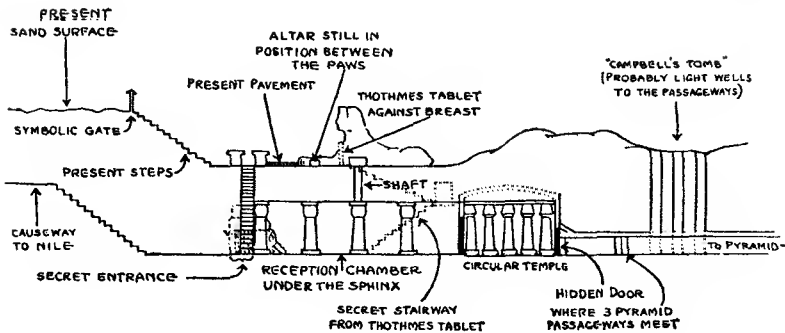 PRESENT
SAND SURFACE
ALTAR STILL IN
POSITION BETWEEN
THE PAWS
"CAMPBELL'S TOMB"
(PROBABLY LIGHT WELLS
TO THE PASSAGEWAYS)
PRESENT PAVEMENT
THOTHMES TABLET
AGAINST BREAST
SYMBOLIC GATE
PRESENT STEPS
SHAFT
CAUSEWAY
TO NILE
TO PYRAMID
SECRET ENTRANCE
RECEPTION CHAMBER
UNDER THE SPHINX
CIRCULAR TEMPLE
SECRET STAIRWAY
FROM THOTHMES TABLET
HIDDEN DOOR
WHERE 3 PYRAMID
PASSAGE-WAYS MEET